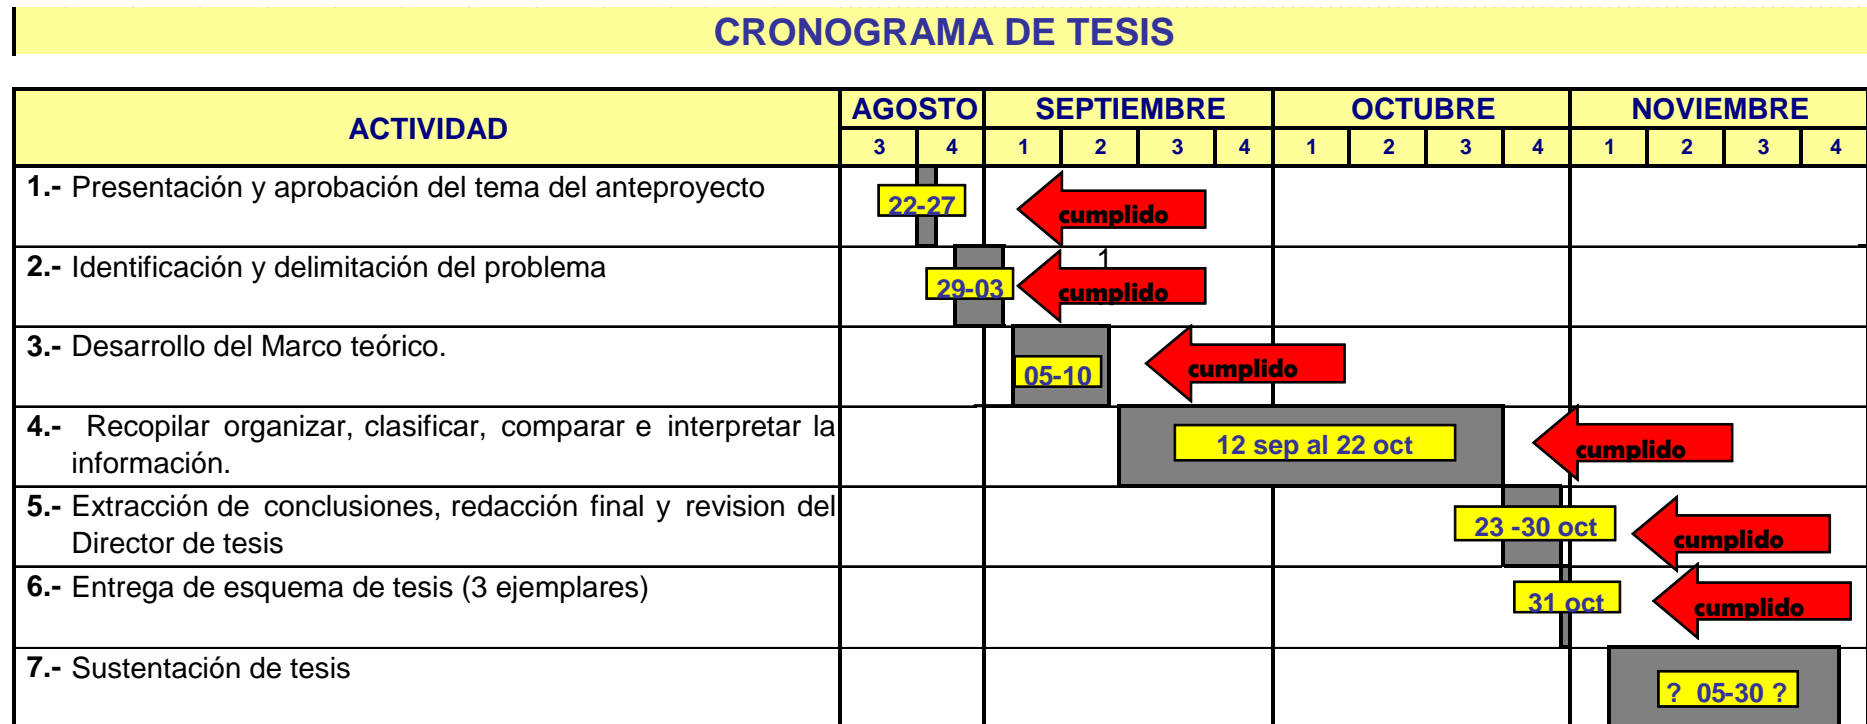 CRONOGRAMA DE TESIS
ACTIVIDAD
AGOSTO SEPTIEMBRE OCTUBRE NOVIEMBRE
3 4 1 2 3 4 1 2 3 4 1 2 3 4
1.- Presentación y aprobación del tema del anteproyecto
22-27 cumplido
2.- Identificación y delimitación del problema
1
29-03 cumplido
3.- Desarrollo del Marco teórico.
05-10 cumplido
4.- Recopilar organizar, clasificar, comparar e interpretar la
información.
12 sep al 22 oct cumplido
5.- Extracción de conclusiones, redacción final y revision del
Director de tesis
23 -30 oct cumplido
6.- Entrega de esquema de tesis (3 ejemplares)
31 oct cumplido
7.- Sustentación de tesis
? 05-30 ?